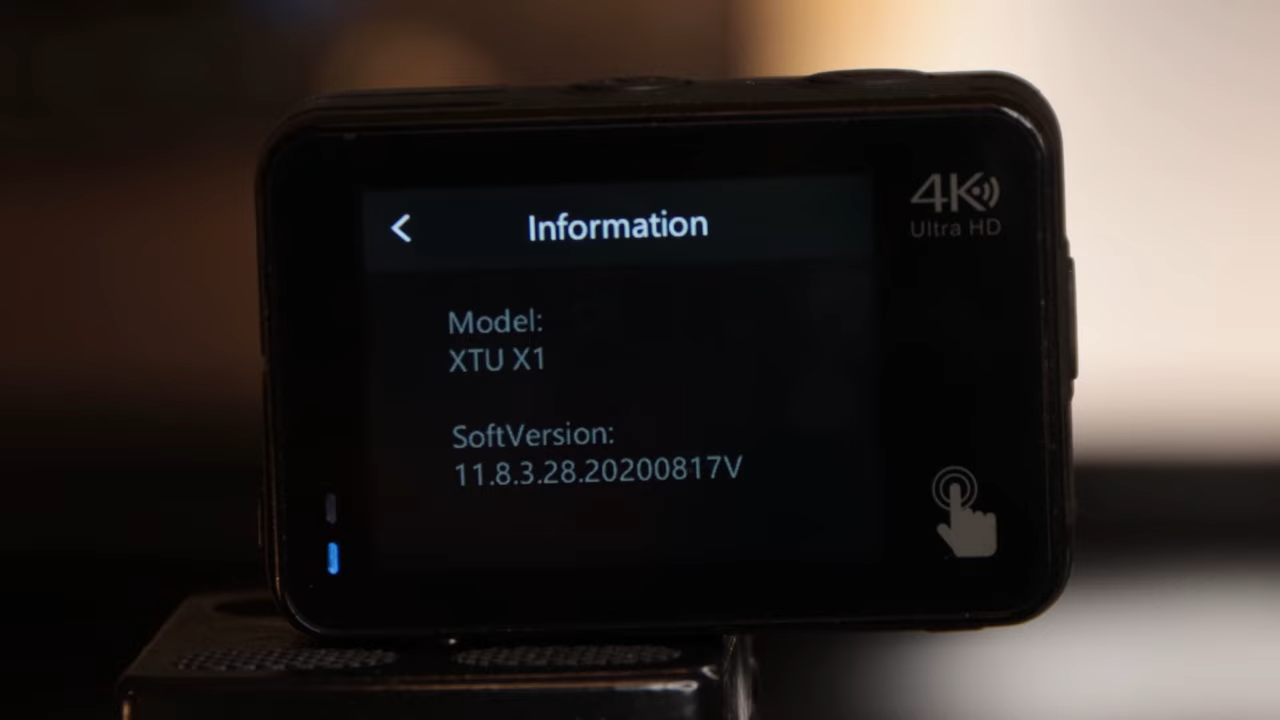 Information
4K
Ultra HD
Model:
XTU X1
SoftVersion:
11.8.3.28.20200817V